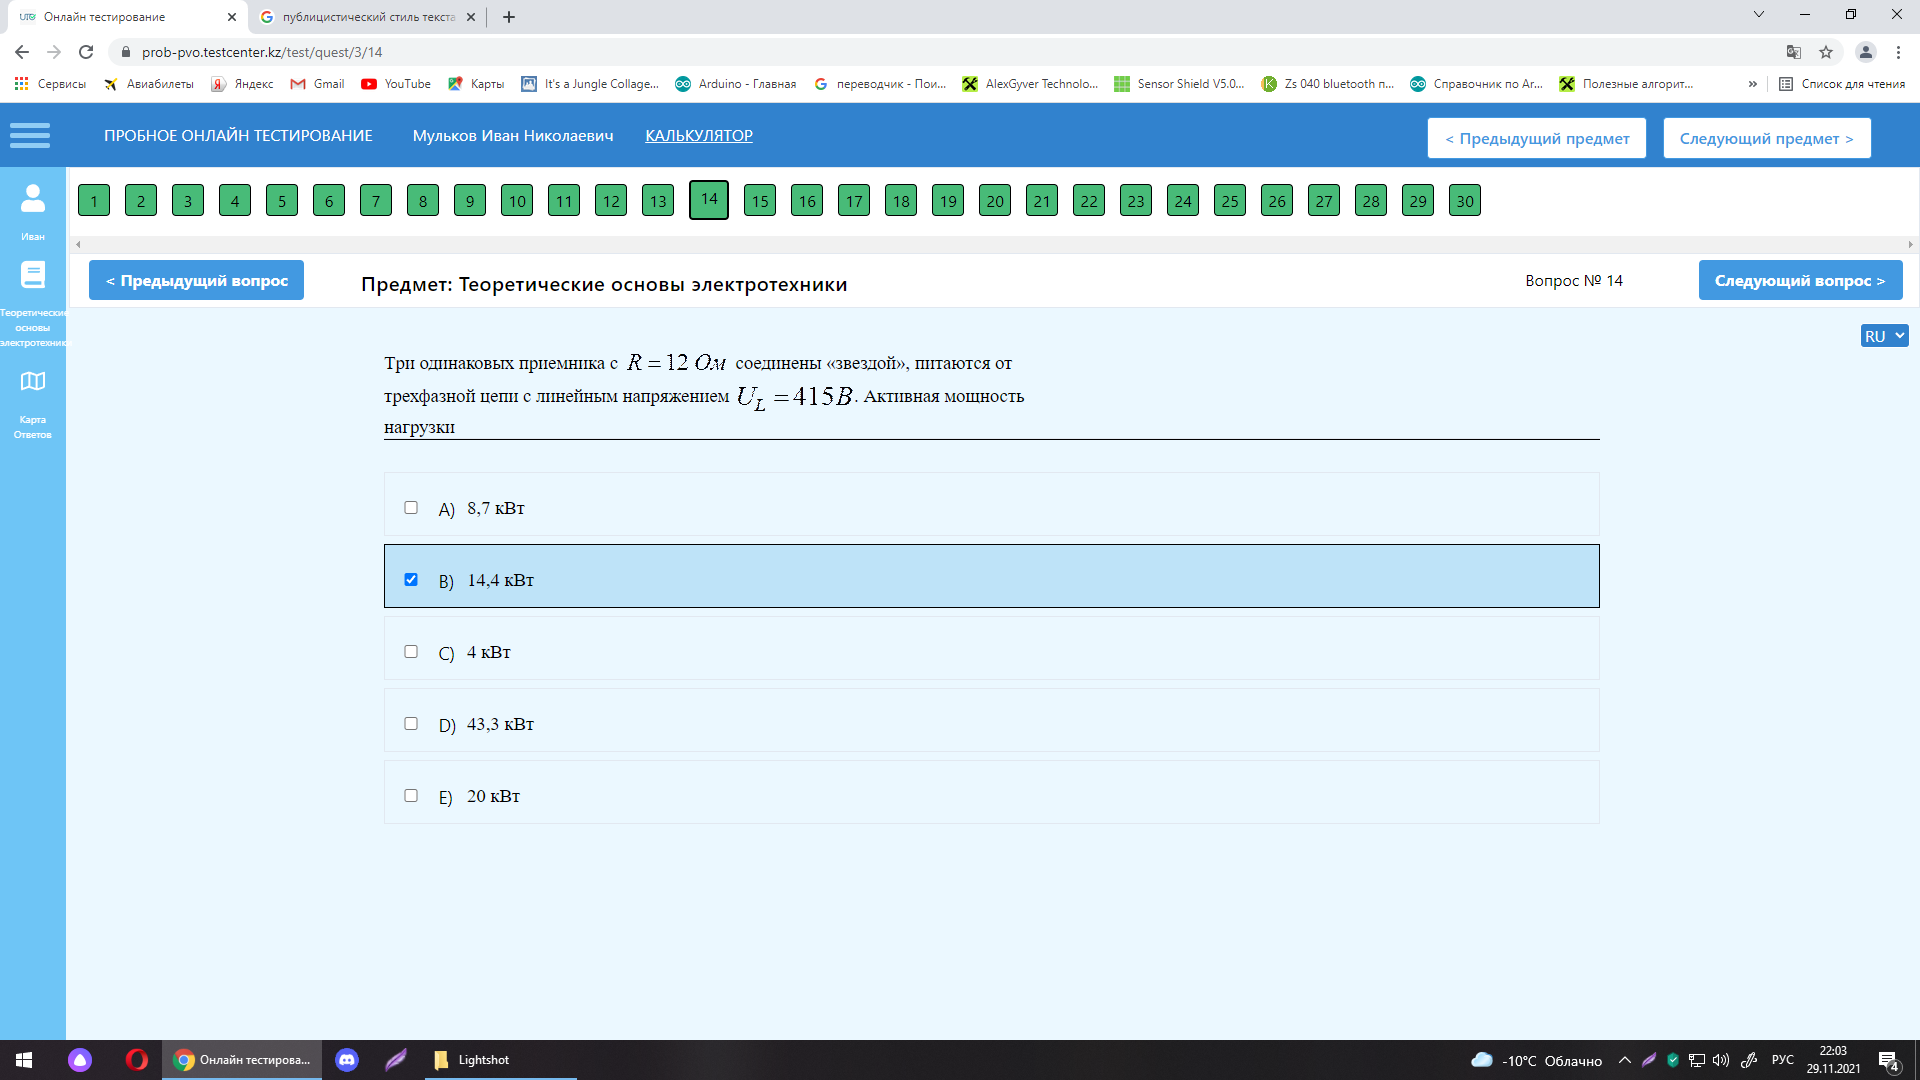 Онлайн тестирование
публицистический стиль текста
prob-pvo.testcenter.kz/test/quest/3/14
Сервисы Авиабилеты Яндекс Gmail YouTube Карты It's a Jungle Collage... Arduino - Главная переводчик - Пои... AlexGyver Technolo... Sensor Shield V5.0... Zs 040 bluetooth п... Справочник по Ar... Полезные алгорит... » Список для чтения
ПРОБНОЕ ОНЛАЙН ТЕСТИРОВАНИЕ Мульков Иван Николаевич КАЛЬКУЛЯТОР < Предыдущий предмет Следующий предмет >
1 2 3 4 5 6 7 8 9 10 11 12 13 14 15 16 17 18 19 20 21 22 23 24 25 26 27 28 29 30
Иван
Теоретические
основы
электротехник
Карта
Ответов
< Предыдущий вопрос Предмет: Теоретические основы электротехники Вопрос № 14 Следующий вопрос >
RU
Три одинаковых приемника с R = 12 Ом соединены «звездой», питаются от
трехфазной цепи с линейным напряжением U_L = 415В. Активная мощность
нагрузки
A) 8,7 кВт
B) 14,4 кВт
C) 4 кВт
D) 43,3 кВт
E) 20 кВт
Онлайн тестирова... Lightshot -10°C Облачно РУС
22:03
29.11.2021
4